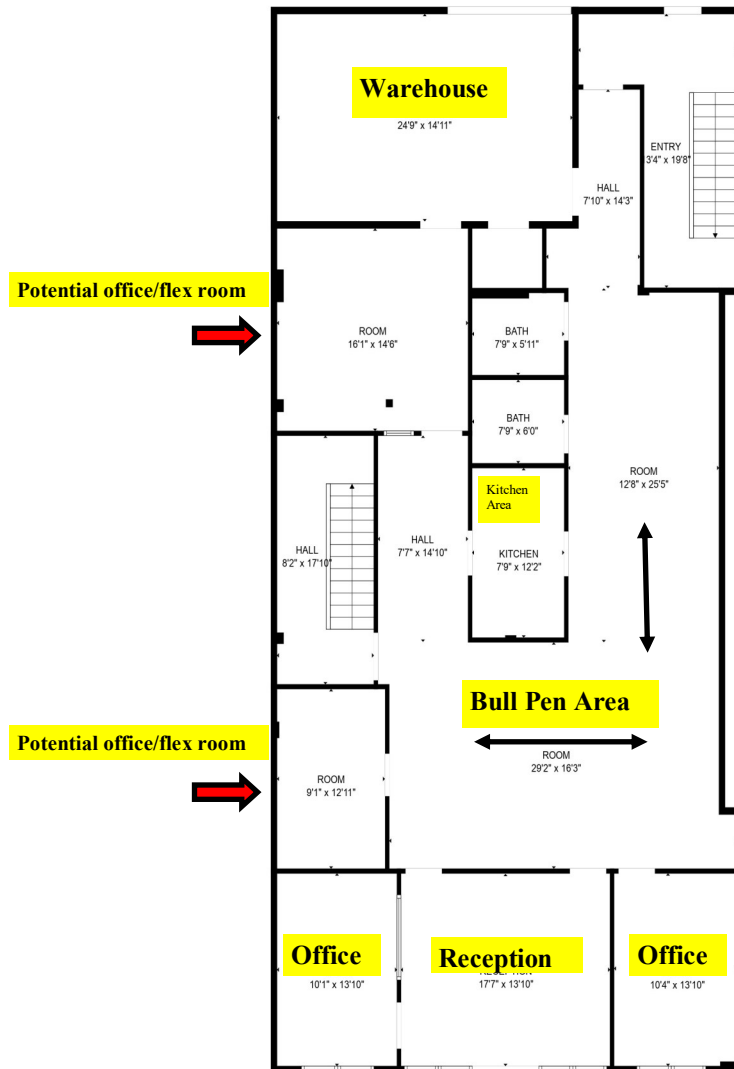 Warehouse
24'9" x 14'11"
ENTRY
3'4" x 19'8"
HALL
7'10" x 14'3"
Potential office/flex room
ROOM
16'1" x 14'6"
BATH
7'9" x 5'11"
BATH
7'9" x 6'0"
ROOM
12'8" x 25'5"
Kitchen
Area
HALL
8'2" x 17'10"
HALL
7'7" x 14'10"
KITCHEN
7'9" x 12'2"
Bull Pen Area
Potential office/flex room
ROOM
29'2" x 16'3"
ROOM
9'1" x 12'11"
Office
10'1" x 13'10"
Reception
RECEPTION
17'7" x 13'10"
Office
10'4" x 13'10"